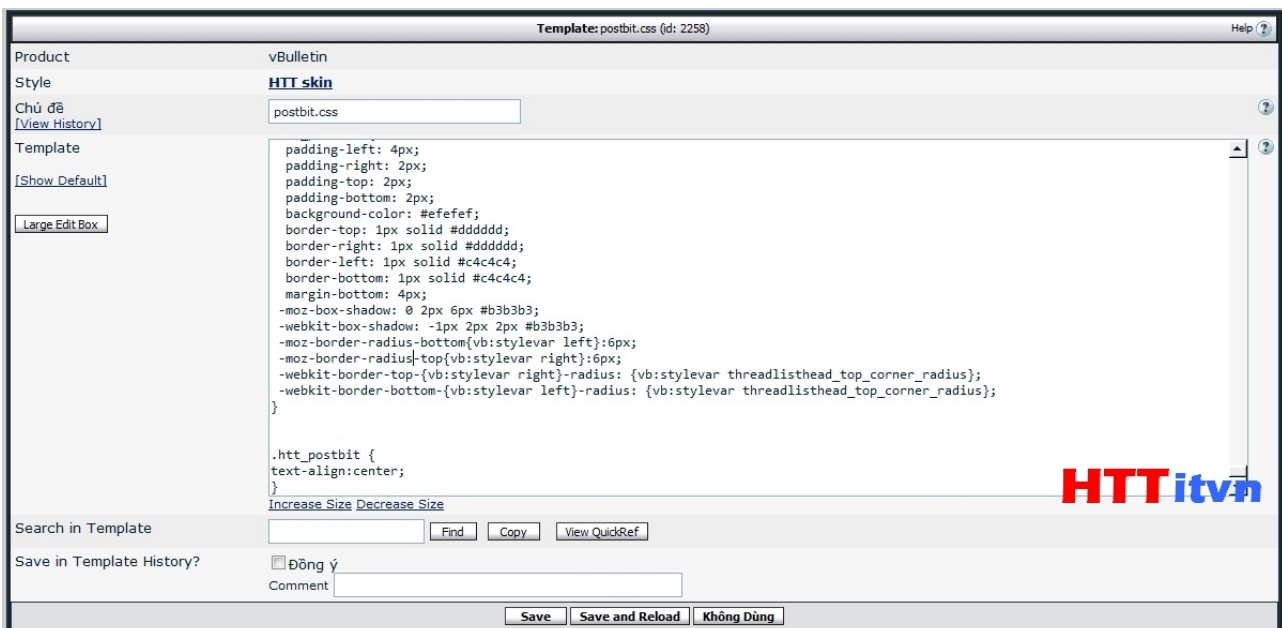 Template: postbit.css (id: 2258) Help
Product vBulletin
Style HTT skin
Chủ đề postbit.css
[View History]
Template
[Show Default]
Large Edit Box
padding-left: 4px;
padding-right: 2px;
padding-top: 2px;
padding-bottom: 2px;
background-color: #efefef;
border-top: 1px solid #dddddd;
border-right: 1px solid #dddddd;
border-left: 1px solid #c4c4c4;
border-bottom: 1px solid #c4c4c4;
margin-bottom: 4px;
-moz-box-shadow: 0 2px 6px #b3b3b3;
-webkit-box-shadow: -1px 2px 2px #b3b3b3;
-moz-border-radius-bottom{vb:stylevar left}:6px;
-moz-border-radius-top{vb:stylevar right}:6px;
-webkit-border-top-{vb:stylevar right}-radius: {vb:stylevar threadlisthead_top_corner_radius};
-webkit-border-bottom-{vb:stylevar left}-radius: {vb:stylevar threadlisthead_top_corner_radius};
}
.htt_postbit {
text-align:center;
}
HTTitvn
Increase Size Decrease Size
Search in Template Find Copy View QuickRef
Save in Template History? Đồng ý
Comment
Save Save and Reload Không Dùng